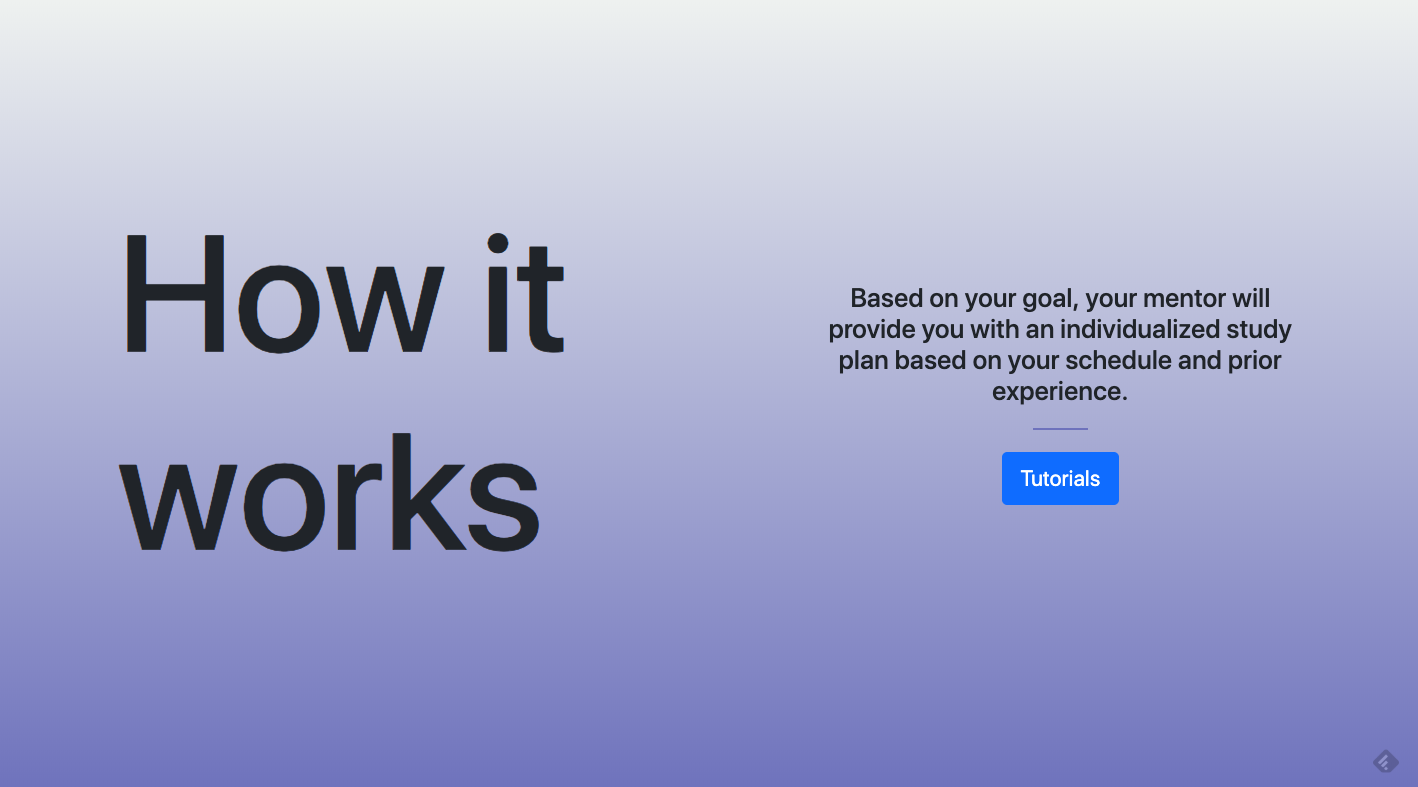 How it
works
Based on your goal, your mentor will
provide you with an individualized study
plan based on your schedule and prior
experience.
Tutorials